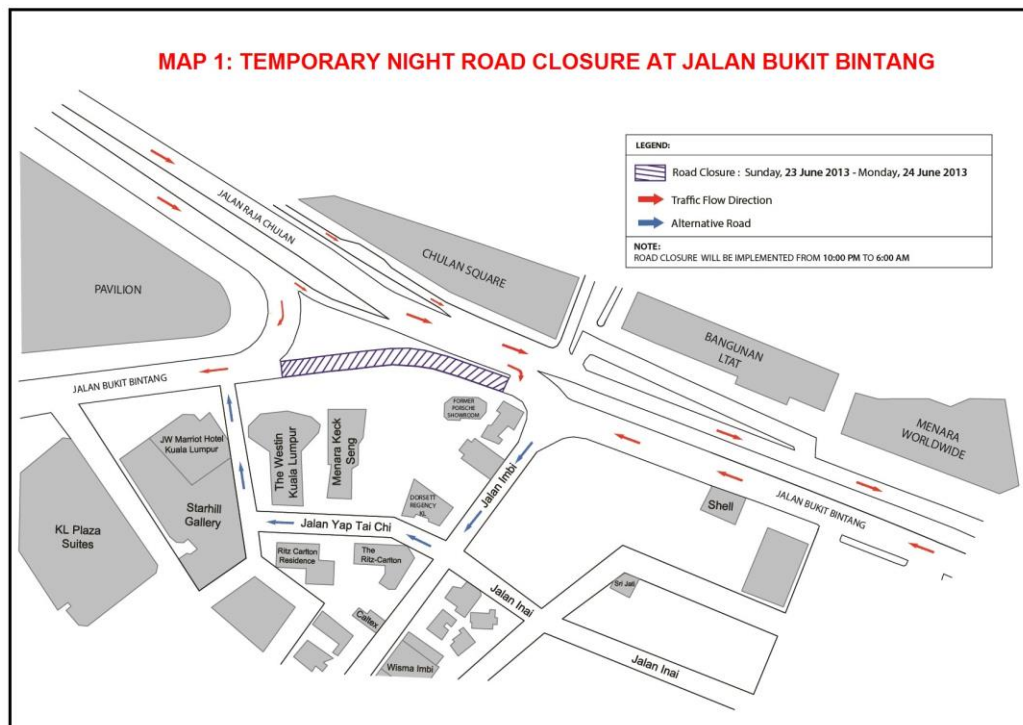 MAP 1: TEMPORARY NIGHT ROAD CLOSURE AT JALAN BUKIT BINTANG
LEGEND:
Road Closure : Sunday, 23 June 2013 - Monday, 24 June 2013
Traffic Flow Direction
Alternative Road
NOTE:
ROAD CLOSURE WILL BE IMPLEMENTED FROM 10:00 PM TO 6:00 AM
JALAN RAJA CHULAN
CHULAN SQUARE
PAVILION
BANGUNAN
LTAT
MENARA
WORLDWIDE
JALAN BUKIT BINTANG
FORMER
PORSCHE
SHOWROOM
JW Marriot Hotel
Kuala Lumpur
The Westin
Kuala Lumpur
Menara Keck
Seng
Jalan Imbi
DORSETT
REGENCY
KL
Shell
JALAN BUKIT BINTANG
Starhill
Gallery
KL Plaza
Suites
Jalan Yap Tai Chi
Ritz Carlton
Residence
The
Ritz-Carlton
Jalan Inai
Sri Jati
Caltex
Wisma Imbi
Jalan Inai